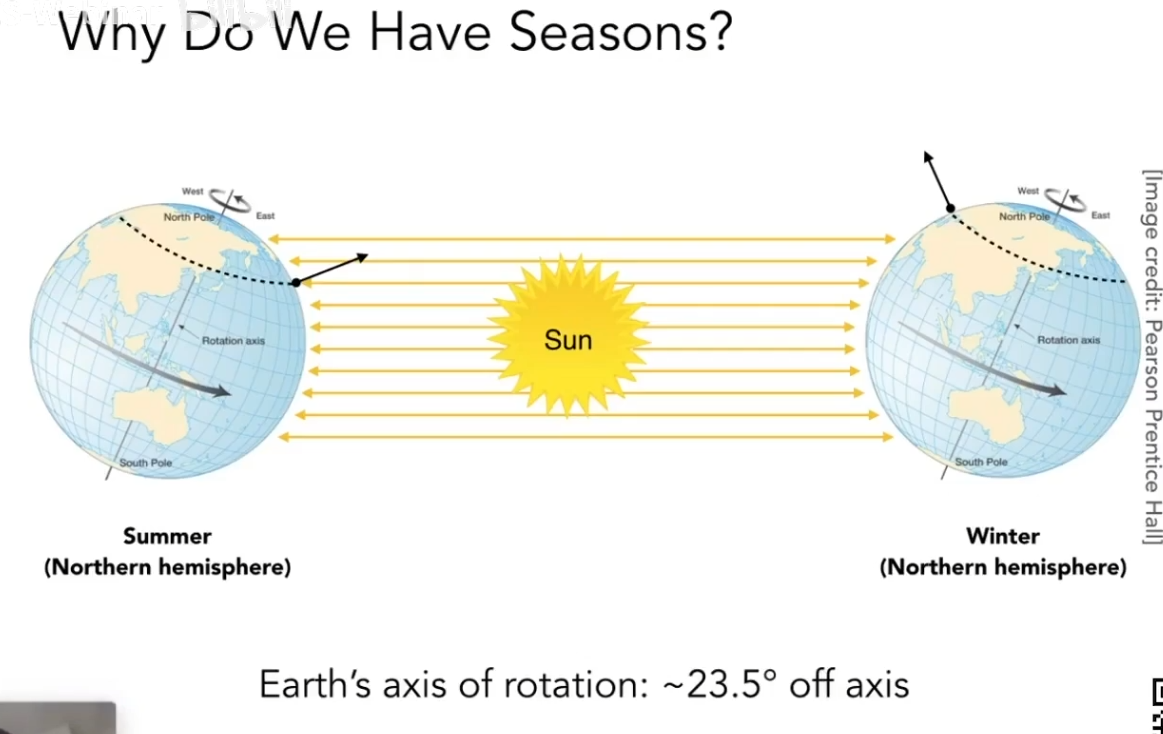 Why Do We Have Seasons?
West
North Pole
East
Rotation axis
South Pole
Sun
West
North Pole
East
Rotation axis
South Pole
[Image credit: Pearson Prentice Hall]
Summer
(Northern hemisphere)
Winter
(Northern hemisphere)
Earth's axis of rotation: ~23.5° off axis